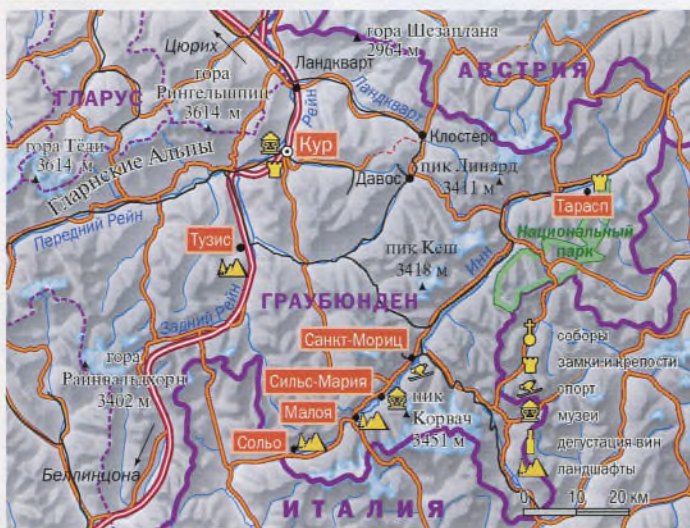 Цюрих
гора Шезаплана
2964 м
АВСТРИЯ
Ландкварт
гора
Рингельшпиц
3614 м
ГЛАРУС
Рейн
Ландкварт
гора Тёди
3614 м
Гларнские Альпы
Кур
Клостерс
Давос
пик Линард
3411 м
Тарасп
Передний Рейн
Национальный
парк
Тузис
пик Кеш
3418 м
Инн
ГРАУБЮНДЕН
Задний Рейн
Санкт-Мориц
соборы
гора
Райнвальдхорн
3402 м
замки и крепости
Сильс-Мария
спорт
пик
Корвач
3451 м
Малоя
музеи
Сольо
дегустация вин
Беллинцона
ландшафты
ИТАЛИЯ
0 10 20 км